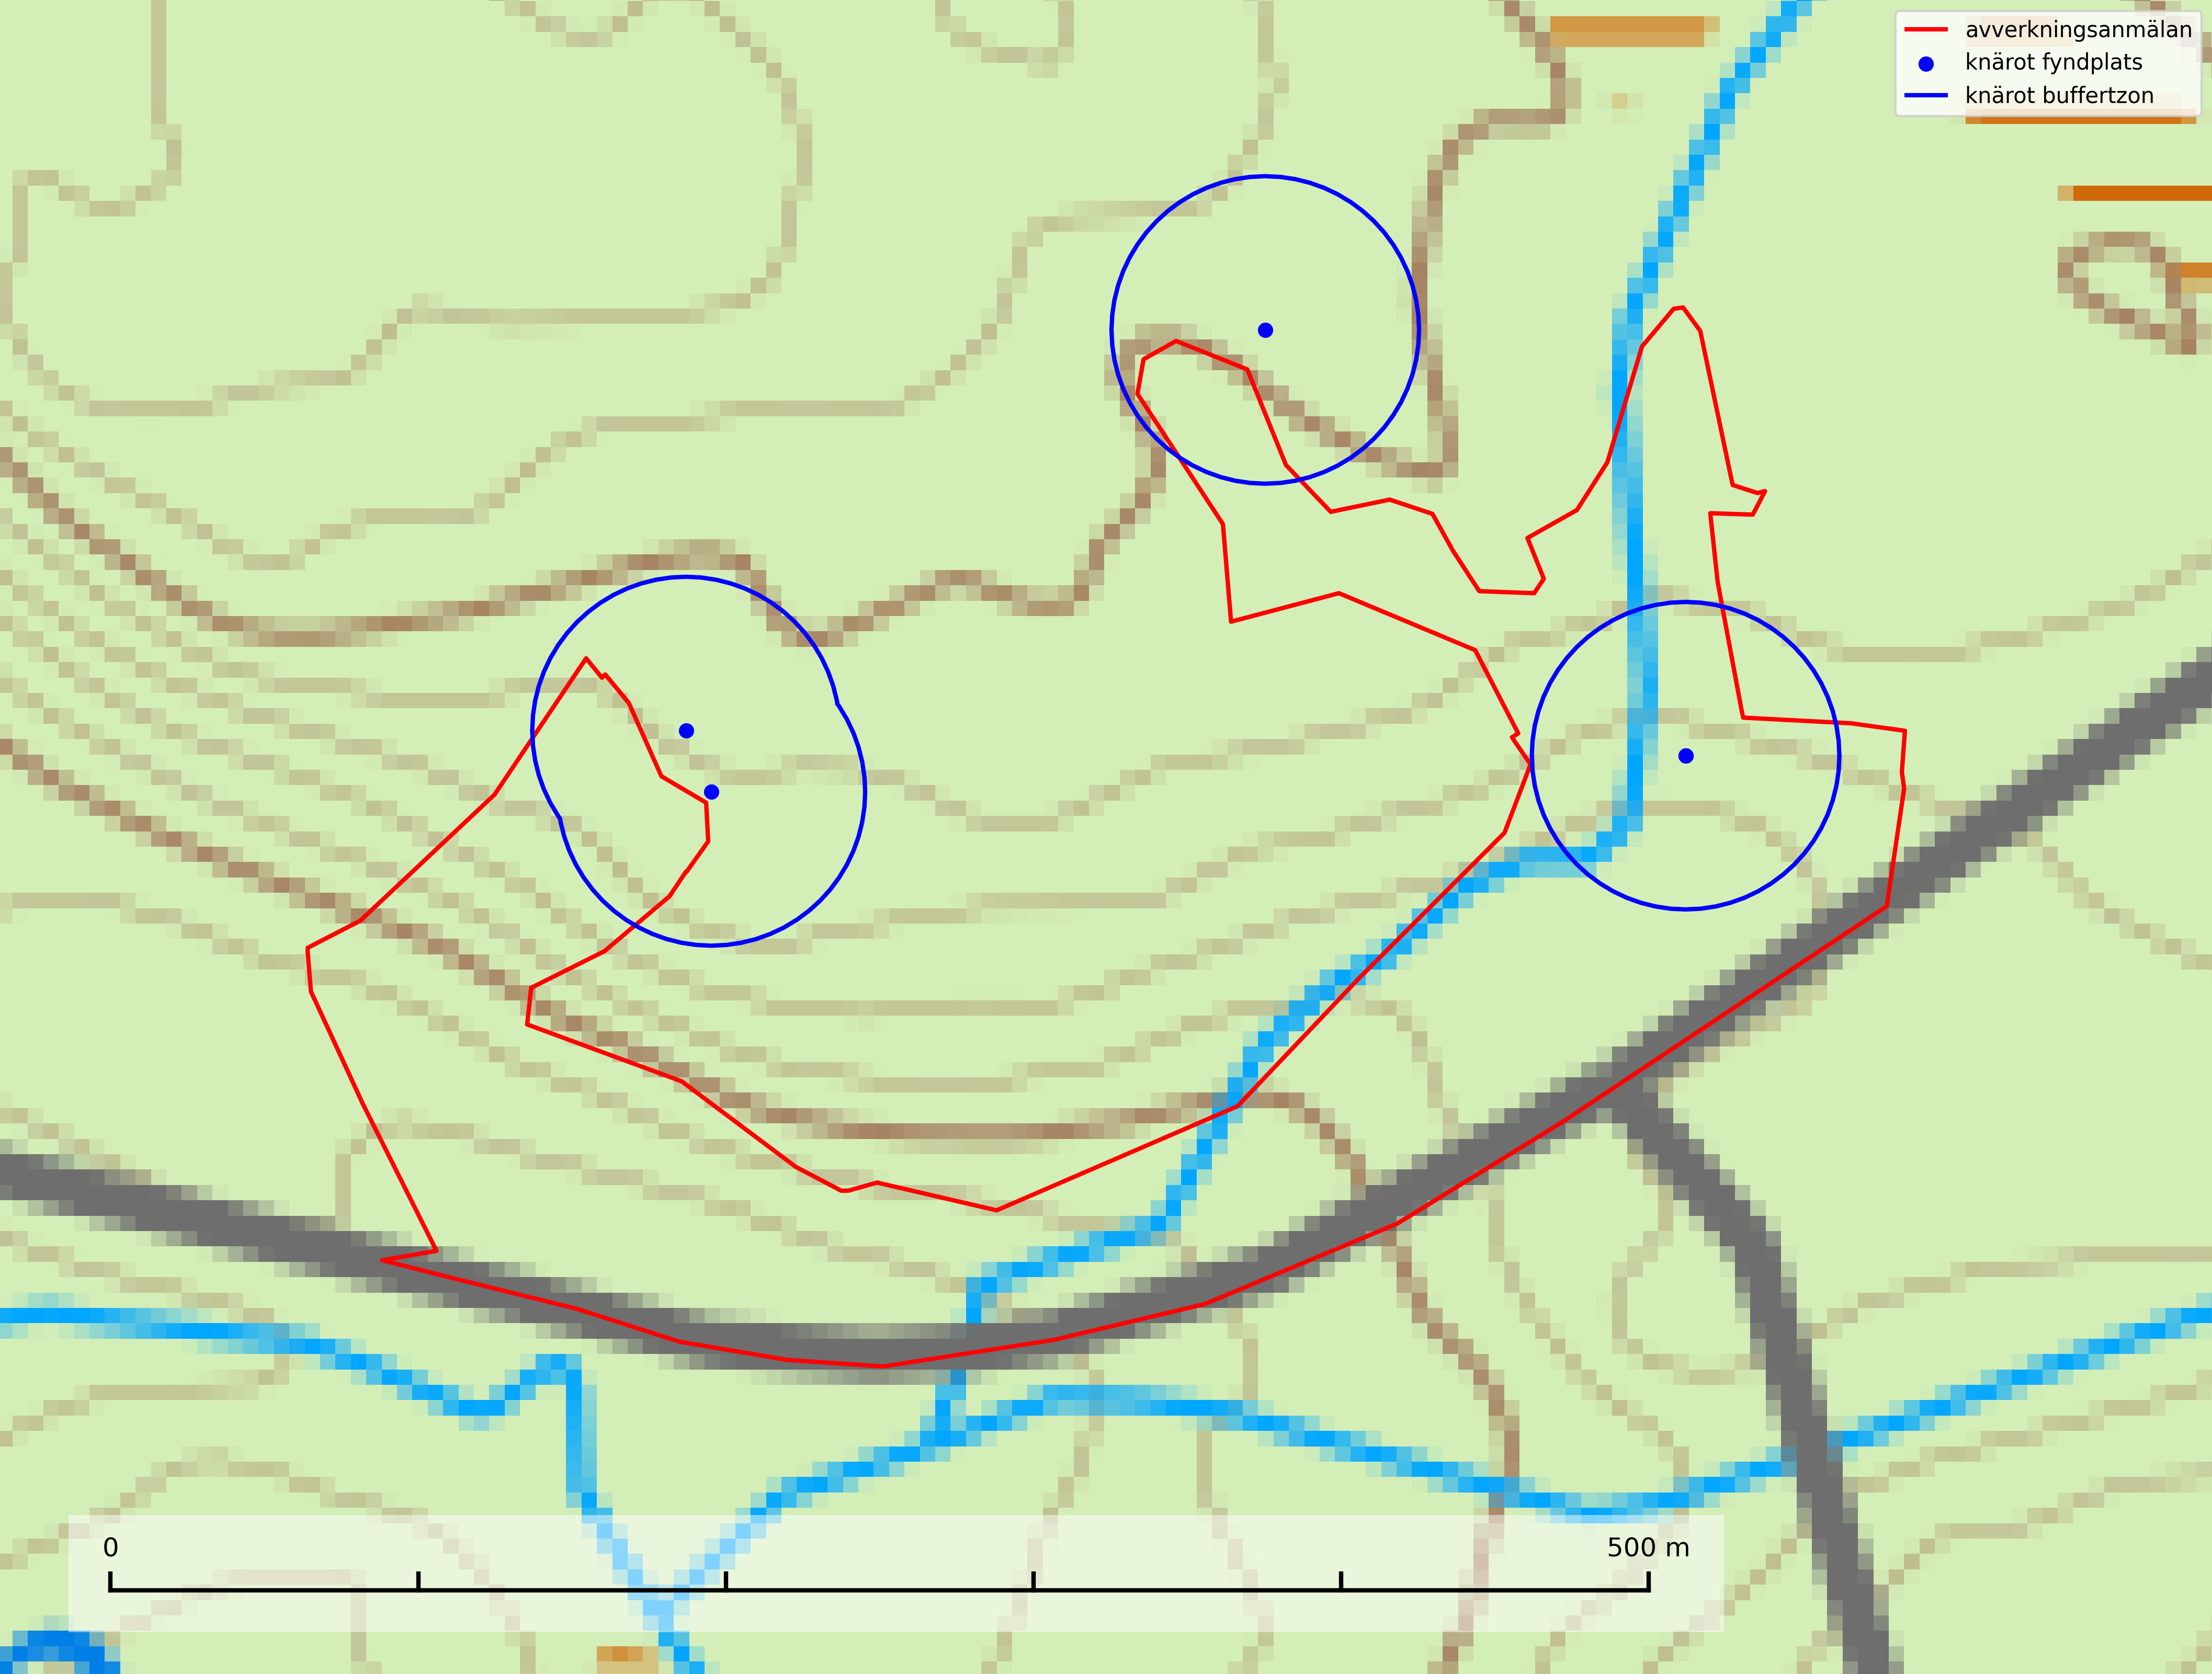 avverkningsanmälan
knärot fyndplats
knärot buffertzon
0
500 m